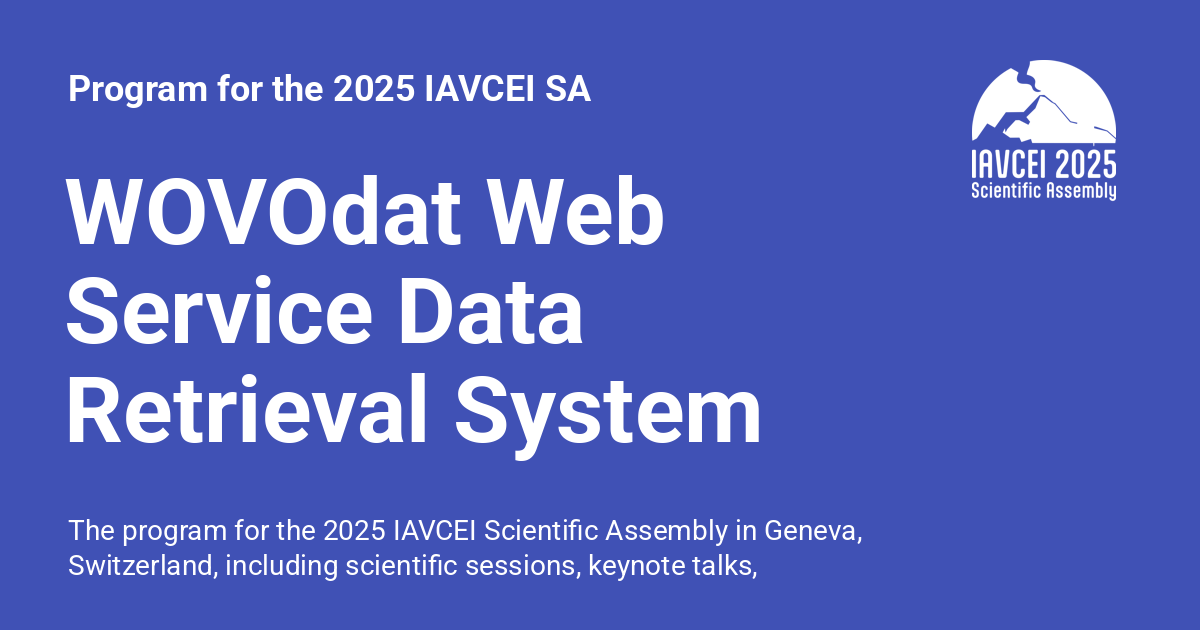 Program for the 2025 IAVCEI SA
IAVCEI 2025
Scientific Assembly
WOVOdat Web
Service Data
Retrieval System
The program for the 2025 IAVCEI Scientific Assembly in Geneva,
Switzerland, including scientific sessions, keynote talks,